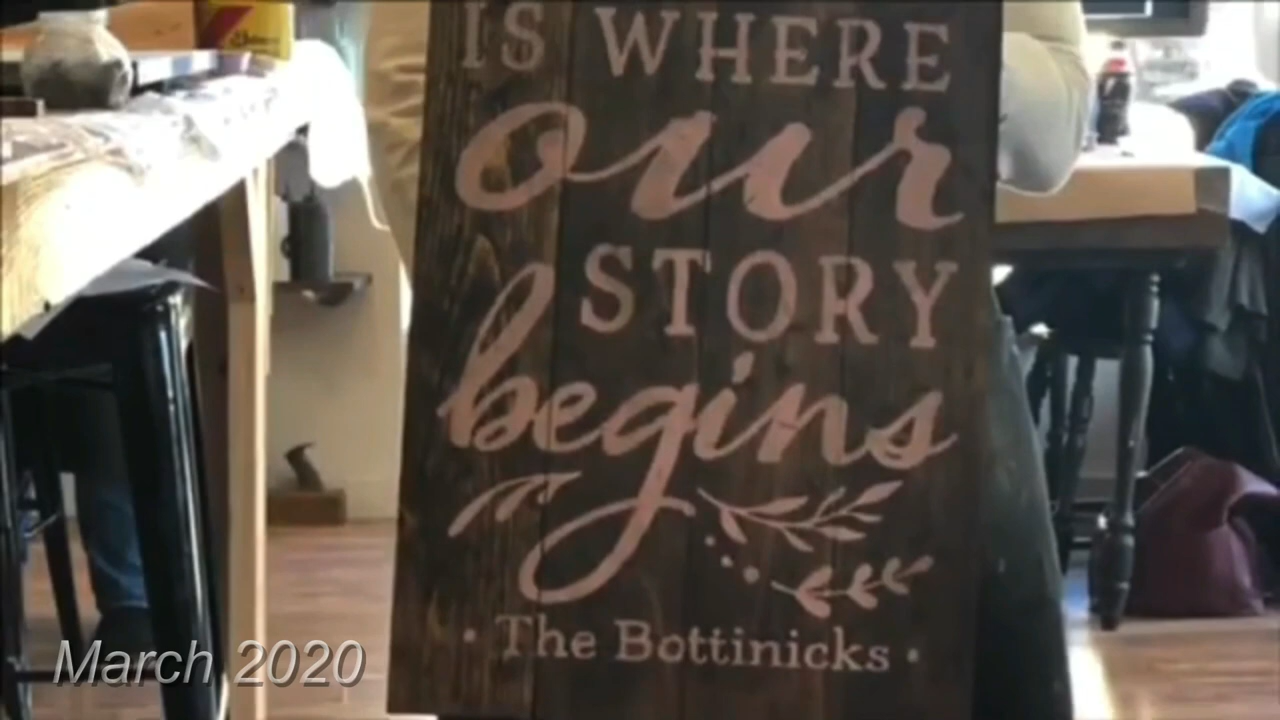 IS WHERE
our
STORY
begins
· The Bottinicks ·
March 2020